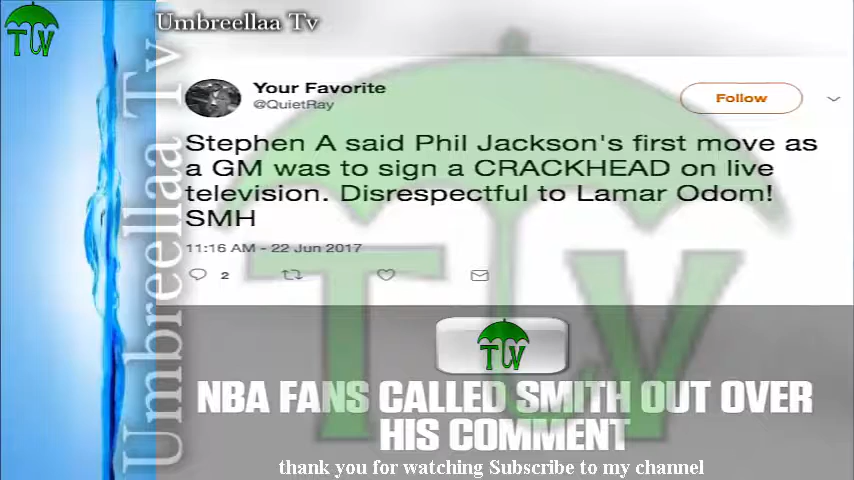 TV
Umbreellaa Tv
Umbreellaa Tv
Your Favorite
@QuietRay
Follow
Stephen A said Phil Jackson's first move as
a GM was to sign a CRACKHEAD on live
television. Disrespectful to Lamar Odom!
SMH
11:16 AM - 22 Jun 2017
2
TV
TV
NBA FANS CALLED SMITH OUT OVER
HIS COMMENT
thank you for watching Subscribe to my channel